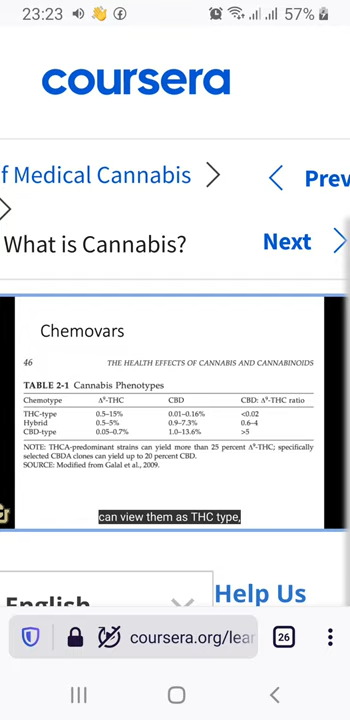 23:23 57%
coursera
f Medical Cannabis
Prev
What is Cannabis?
Next
Chemovars
46 THE HEALTH EFFECTS OF CANNABIS AND CANNABINOIDS
TABLE 2-1 Cannabis Phenotypes
Chemotype Δ⁹-THC CBD CBD: Δ⁹-THC ratio
THC-type 0.5–15% 0.01–0.16% <0.02
Hybrid 0.5–5% 0.9–7.3% 0.6–4
CBD-type 0.05–0.7% 1.0–13.6% >5
NOTE: THCA-predominant strains can yield more than 25 percent Δ⁹-THC; specifically
selected CBDA clones can yield up to 20 percent CBD.
SOURCE: Modified from Galal et al., 2009.
can view them as THC type,
English
Help Us
coursera.org/lear 26